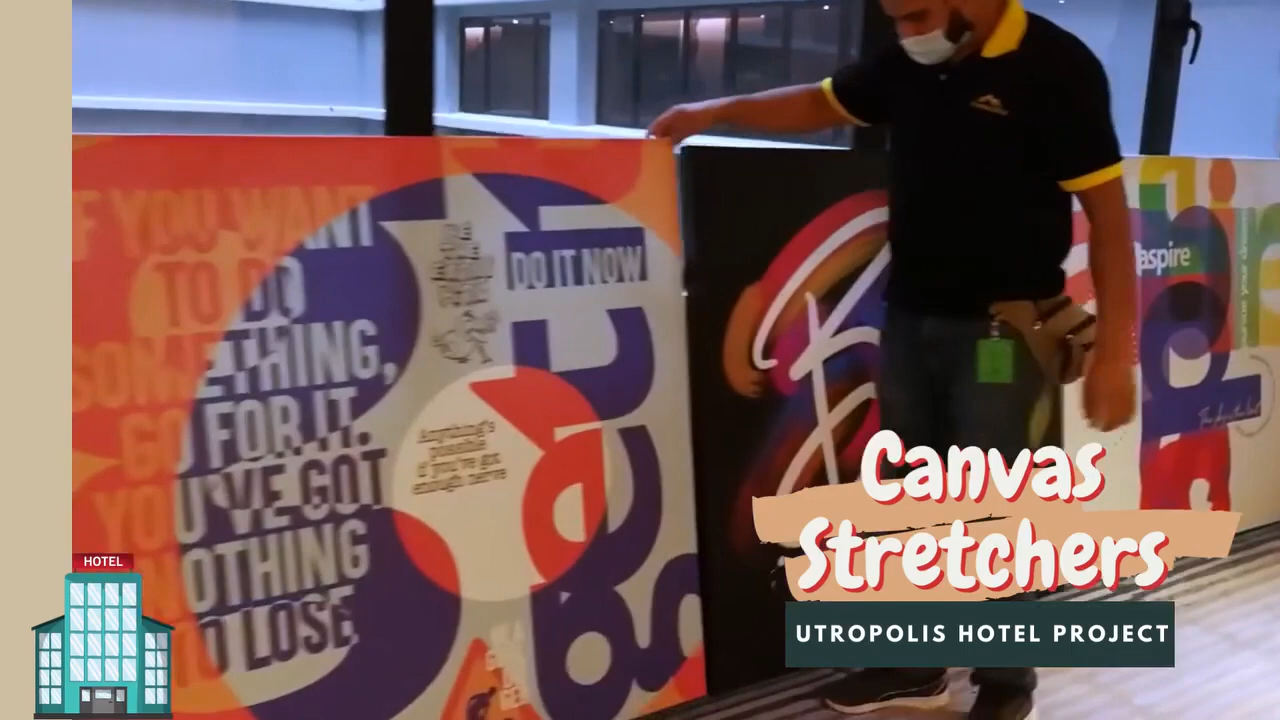 IF YOU WANT
TO DO
SOMETHING,
GO FOR IT.
YOU'VE GOT
NOTHING
TO LOSE
DO IT NOW
Anything's
possible
if you've got
enough nerve
aspire
Canvas
Stretchers
UTROPOLIS HOTEL PROJECT
HOTEL